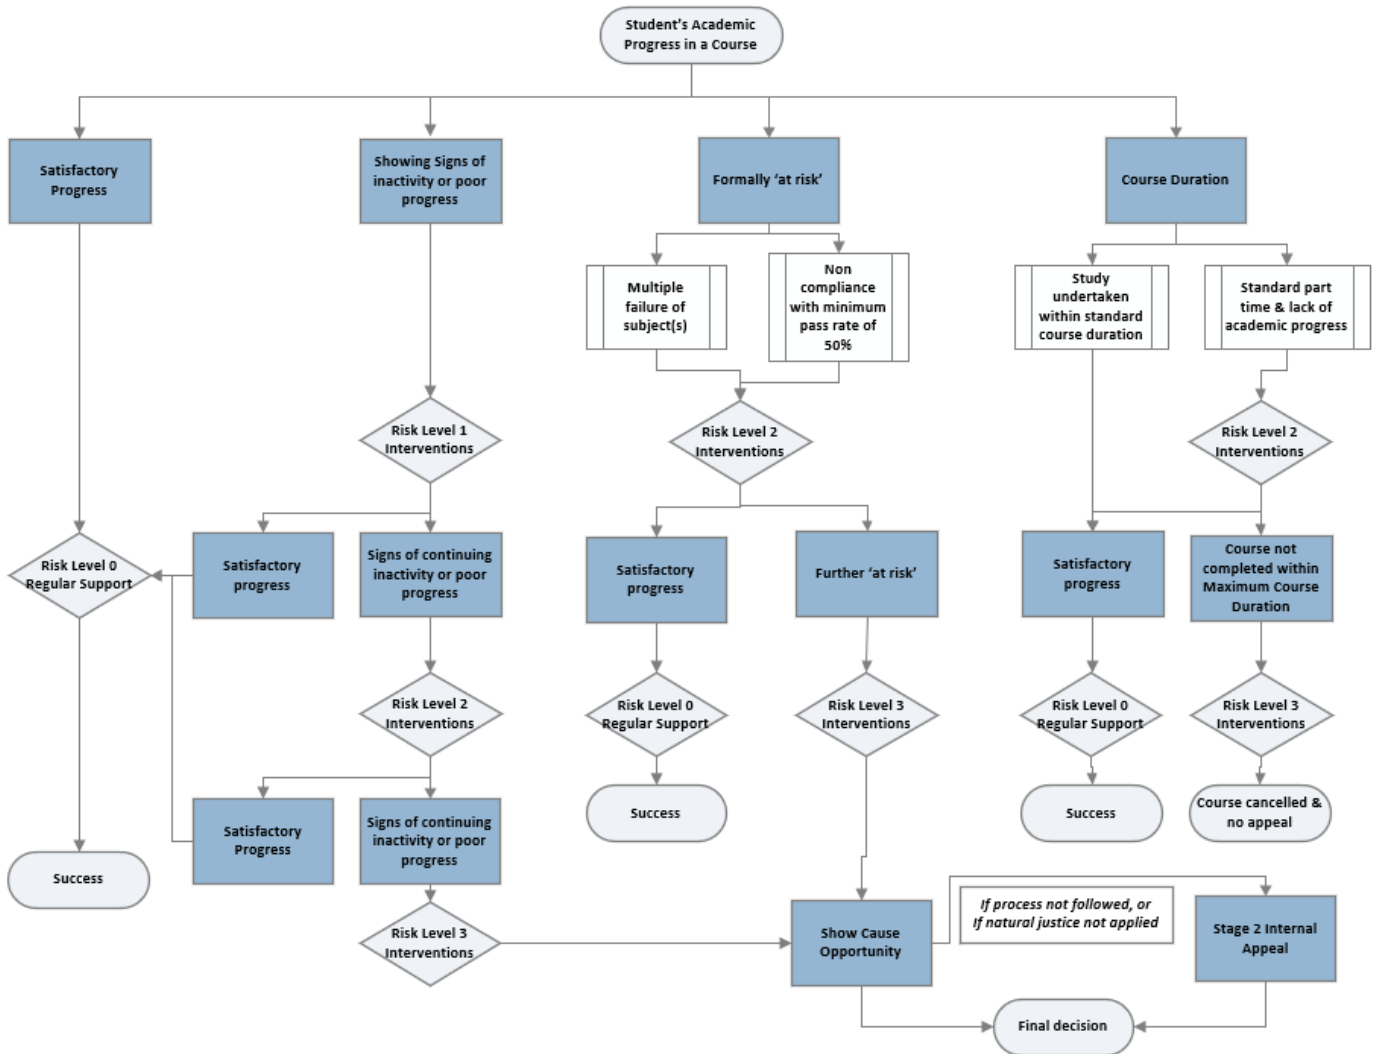 Student's Academic
Progress in a Course
Satisfactory
Progress
Showing Signs of
inactivity or poor
progress
Formally 'at risk'
Course Duration
Multiple
failure of
subject(s)
Non
compliance
with minimum
pass rate of
50%
Study
undertaken
within standard
course duration
Standard part
time & lack of
academic progress
Risk Level 1
Interventions
Risk Level 2
Interventions
Risk Level 2
Interventions
Risk Level 0
Regular Support
Satisfactory
progress
Signs of continuing
inactivity or poor
progress
Satisfactory
progress
Further 'at risk'
Satisfactory
progress
Course not
completed within
Maximum Course
Duration
Risk Level 2
Interventions
Risk Level 0
Regular Support
Risk Level 3
Interventions
Risk Level 0
Regular Support
Risk Level 3
Interventions
Satisfactory
Progress
Signs of continuing
inactivity or poor
progress
Success
Success
Course cancelled &
no appeal
Success
Risk Level 3
Interventions
Show Cause
Opportunity
If process not followed, or
If natural justice not applied
Stage 2 Internal
Appeal
Final decision